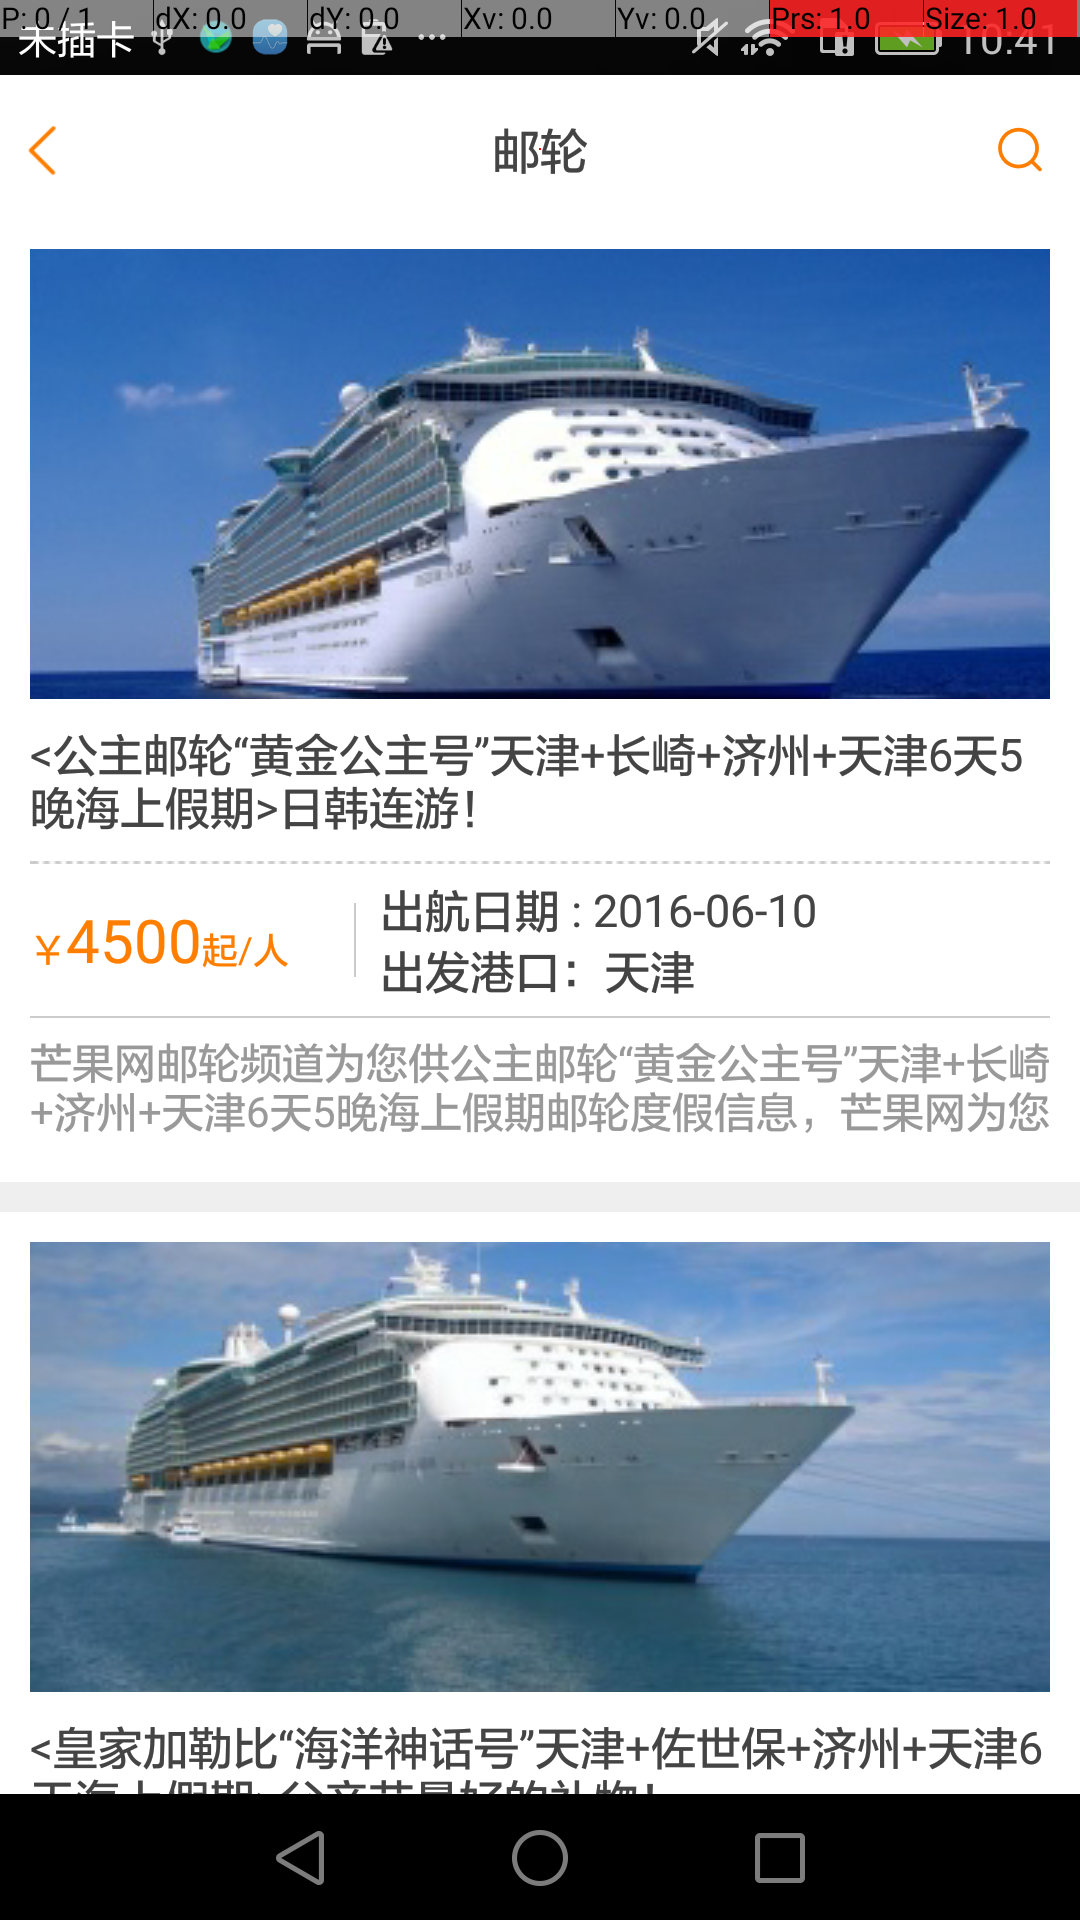 P: 0 / 1 dX: 0.0 dY: 0.0 Xv: 0.0 Yv: 0.0 Prs: 1.0 Size: 1.0
未插卡 10:41
邮轮
<公主邮轮“黄金公主号”天津+长崎+济州+天津6天5
晚海上假期>日韩连游!
¥4500起/人
出航日期 : 2016-06-10
出发港口：天津
芒果网邮轮频道为您供公主邮轮“黄金公主号”天津+长崎
+济州+天津6天5晚海上假期邮轮度假信息，芒果网为您
<皇家加勒比“海洋神话号”天津+佐世保+济州+天津6